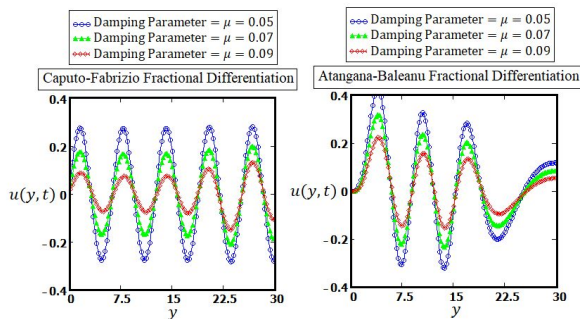 Damping Parameter = μ = 0.05
Damping Parameter = μ = 0.07
Damping Parameter = μ = 0.09
y
Caputo-Fabrizio Fractional Differentiation
0.4
0.2
u(y,t) 0
−0.2
−0.4
0 7.5 15 22.5 30
y
Damping Parameter = μ = 0.05
Damping Parameter = μ = 0.07
Damping Parameter = μ = 0.09
y
Atangana-Baleanu Fractional Differentiation
0.4
0.2
u(y,t) 0
−0.2
−0.4
0 7.5 15 22.5 30
y